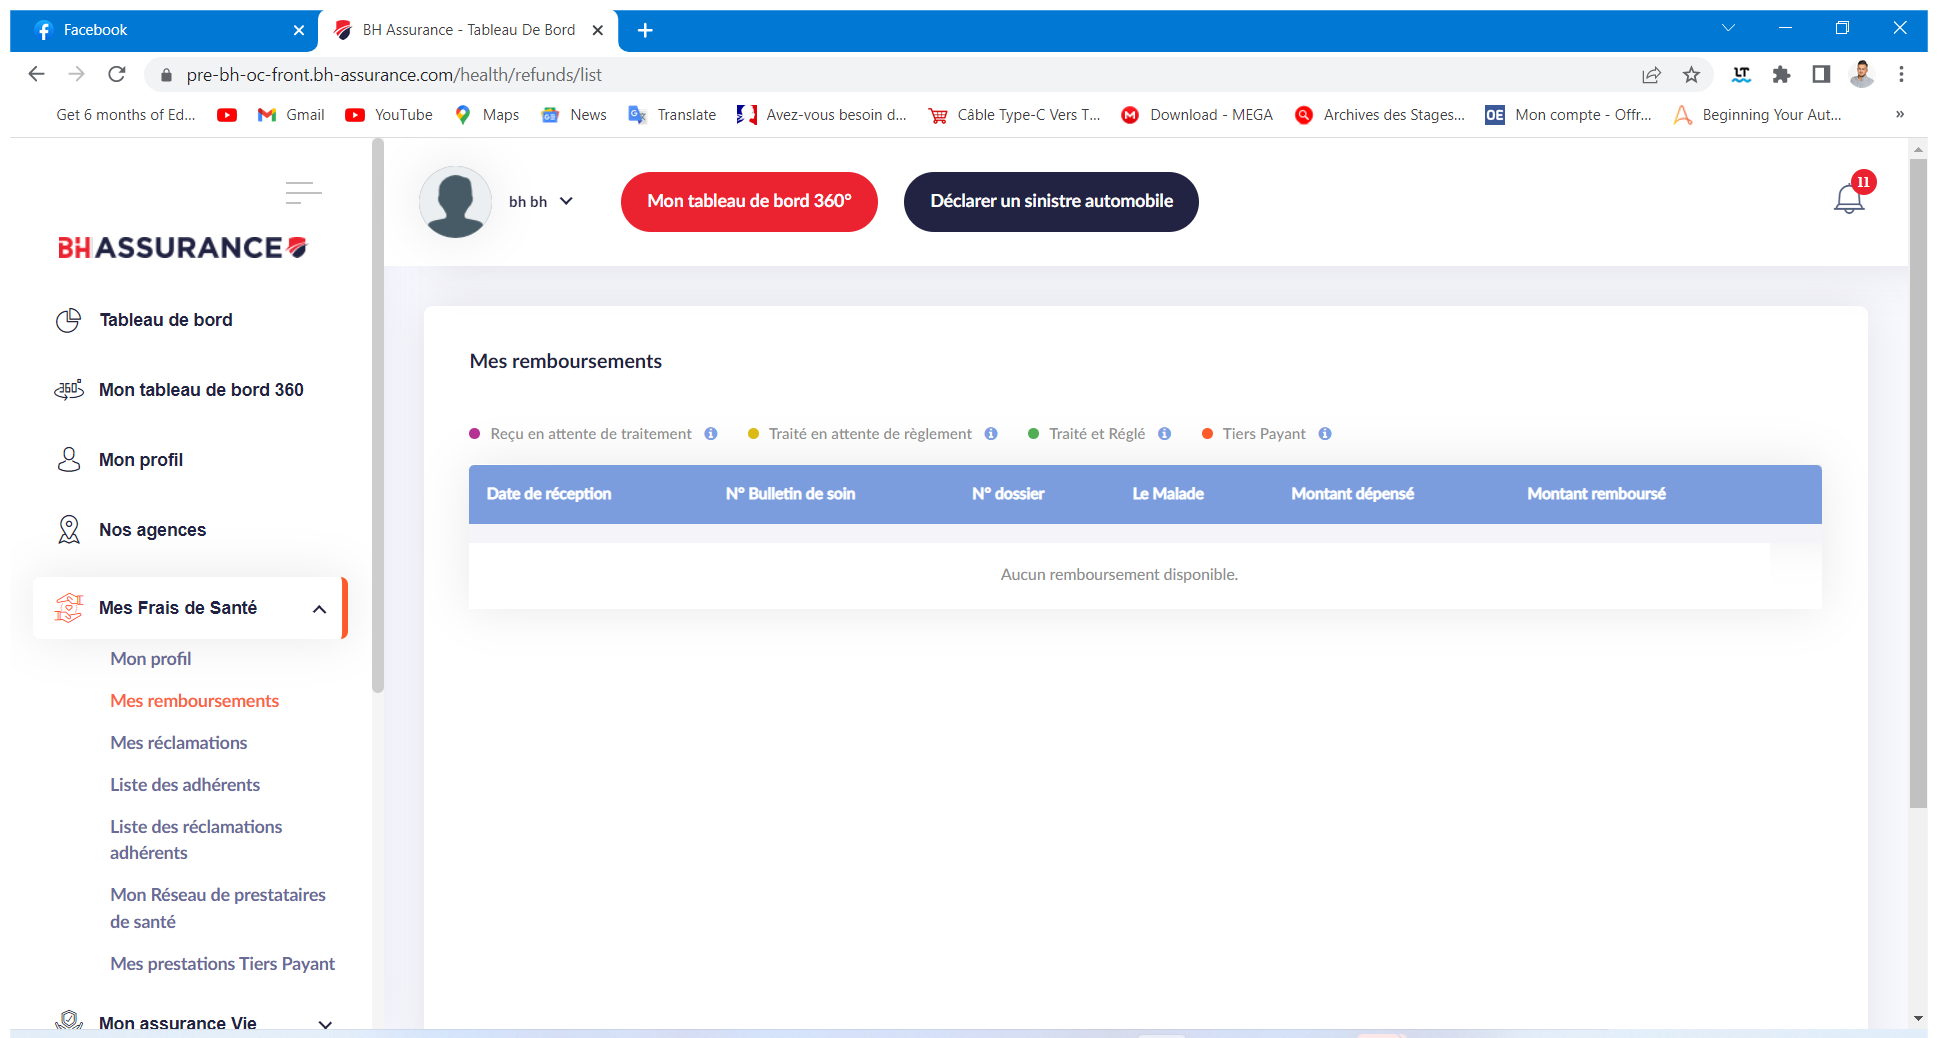 Facebook
BH Assurance - Tableau De Bord
pre-bh-oc-front.bh-assurance.com/health/refunds/list
Get 6 months of Ed... Gmail YouTube Maps News Translate Avez-vous besoin d... Câble Type-C Vers T... Download - MEGA Archives des Stages... OE Mon compte - Offr... Beginning Your Aut... »
bh bh
Mon tableau de bord 360°
Déclarer un sinistre automobile
11
BH ASSURANCE
Tableau de bord
360° Mon tableau de bord 360
Mon profil
Nos agences
Mes Frais de Santé
Mon profil
Mes remboursements
Mes réclamations
Liste des adhérents
Liste des réclamations
adhérents
Mon Réseau de prestataires
de santé
Mes prestations Tiers Payant
Mon assurance Vie
Mes remboursements
Reçu en attente de traitement Traité en attente de règlement Traité et Réglé Tiers Payant
Date de réception N° Bulletin de soin N° dossier Le Malade Montant dépensé Montant remboursé
Aucun remboursement disponible.